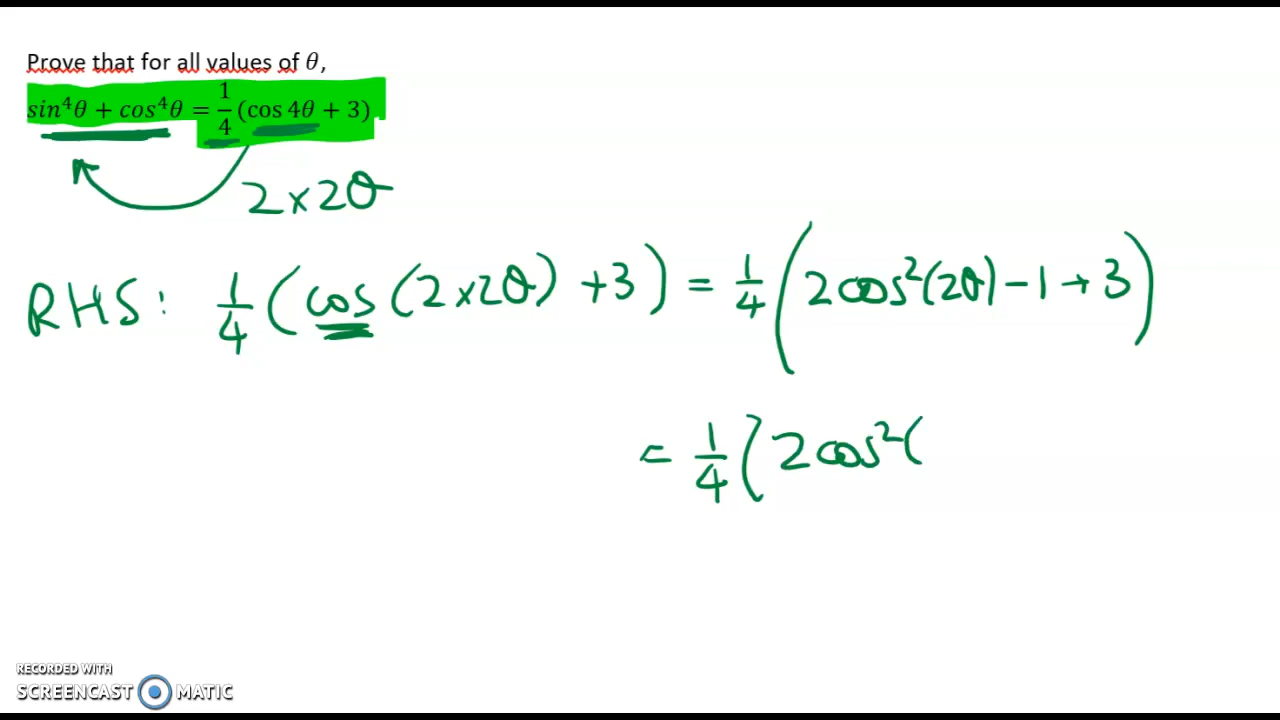 Prove that for all values of θ,
sin⁴θ + cos⁴θ = 1/4 (cos 4θ + 3)
2×2θ
RHS: 1/4 (cos (2×2θ) +3) = 1/4 (2cos²(2θ) -1 +3)
= 1/4 (2cos²(
RECORDED WITH
SCREENCAST MATIC